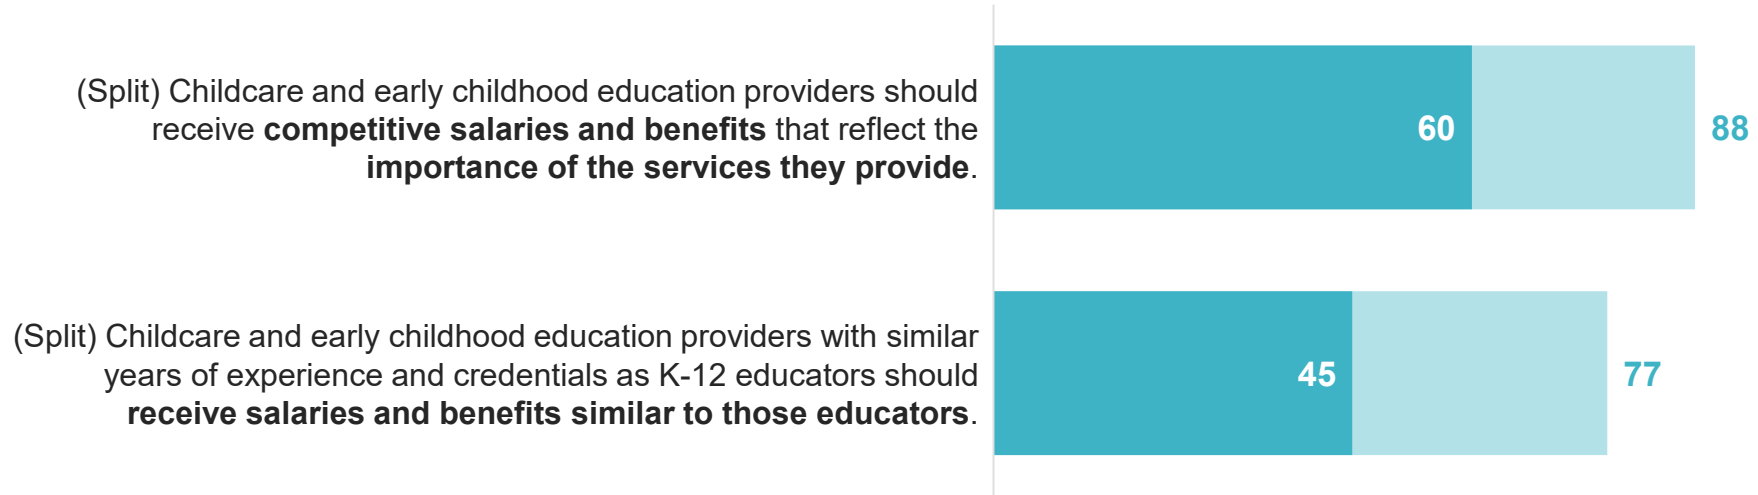 (Split) Childcare and early childhood education providers should
receive competitive salaries and benefits that reflect the
importance of the services they provide.
60
88
(Split) Childcare and early childhood education providers with similar
years of experience and credentials as K-12 educators should
receive salaries and benefits similar to those educators.
45
77